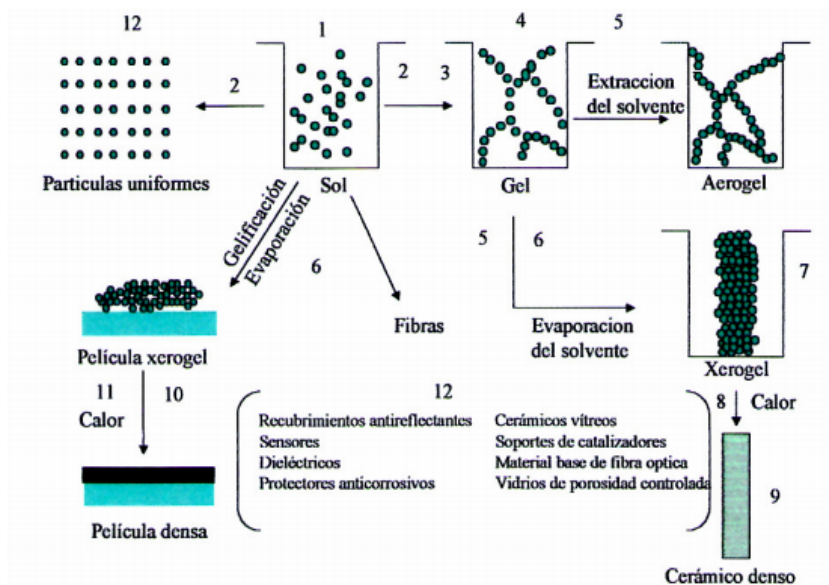 12
1
4
5
2
2
3
Extraccion
del solvente
Particulas uniformes
Sol
Gel
Aerogel
Gelificación
Evaporación
6
5
6
7
Fibras
Evaporacion
del solvente
Película xerogel
Xerogel
11
10
Calor
12
8
Calor
Recubrimientos antireflectantes
Cerámicos vítreos
Sensores
Soportes de catalizadores
Dieléctricos
Material base de fibra optica
Protectores anticorrosivos
Vidrios de porosidad controlada
9
Película densa
Cerámico denso